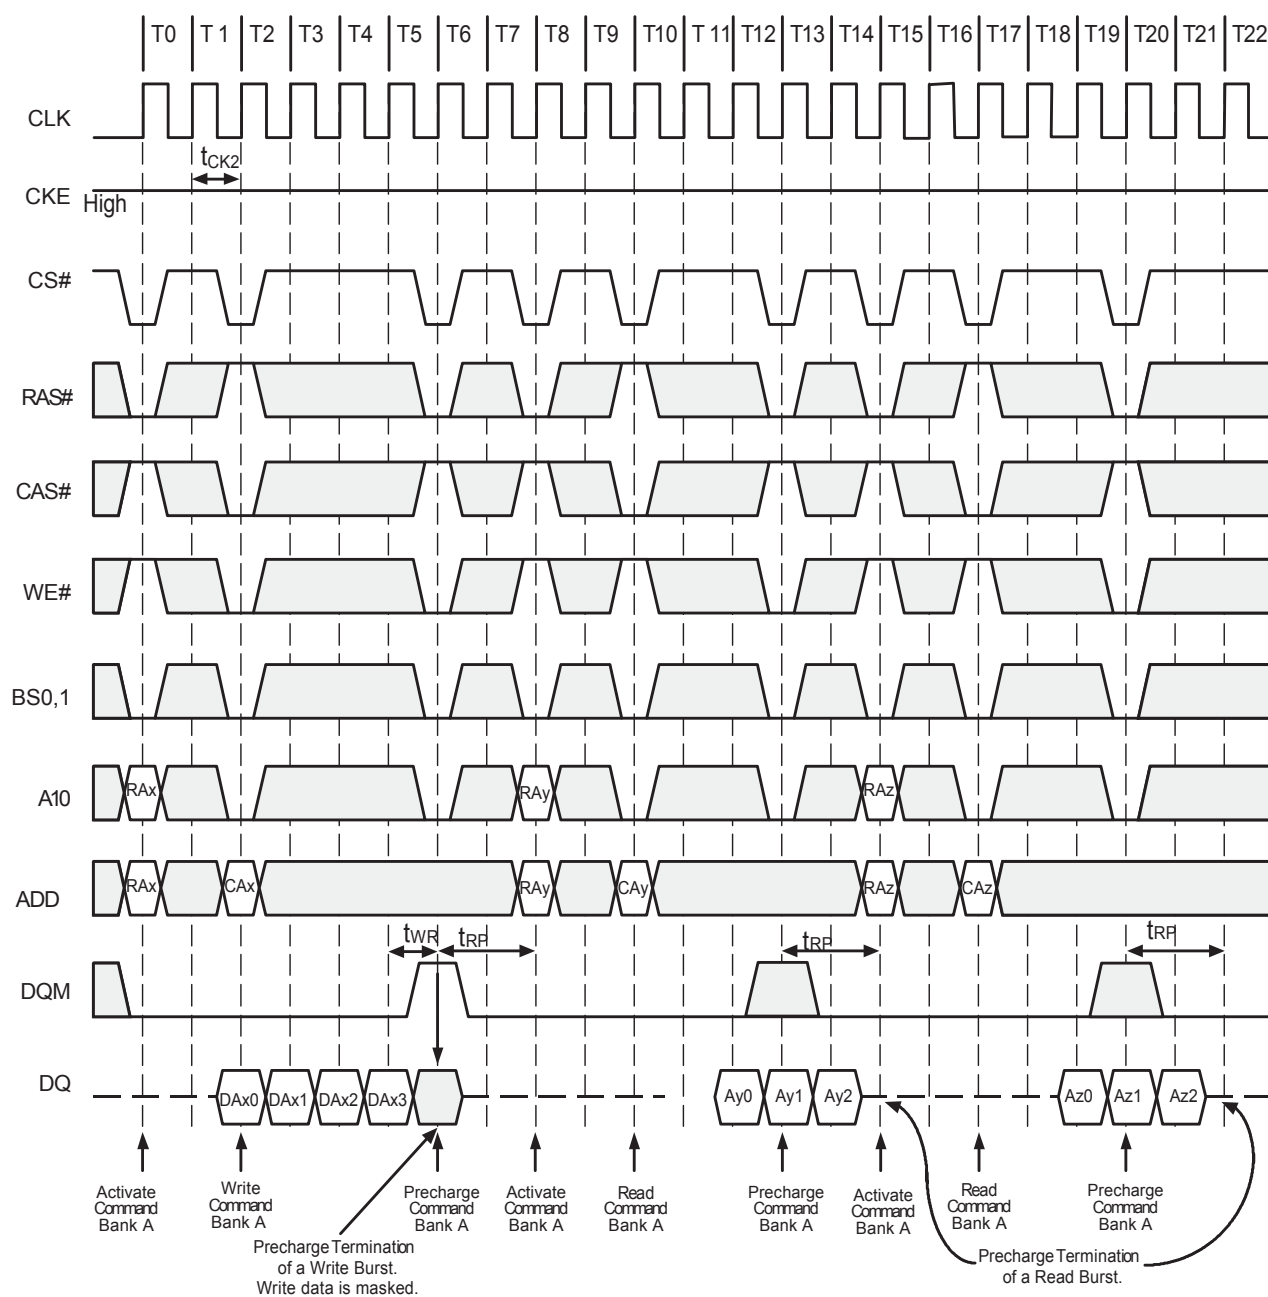 T0 T 1 T2 T3 T4 T5 T6 T7 T8 T9 T10 T 11 T12 T13 T14 T15 T16 T17 T18 T19 T20 T21 T22
CLK
tCK2
CKE High
CS#
RAS#
CAS#
WE#
BS0,1
A10 RAx RAy RAz
ADD RAx CAx RAy CAy RAz CAz
tWR tRP tRP tRP
DQM
DQ DAx0 DAx1 DAx2 DAx3 Ay0 Ay1 Ay2 Az0 Az1 Az2
Activate
Command
Bank A
Write
Command
Bank A
Precharge
Command
Bank A
Activate
Command
Bank A
Read
Command
Bank A
Precharge
Command
Bank A
Activate
Command
Bank A
Read
Command
Bank A
Precharge
Command
Bank A
Precharge Termination
of a Write Burst.
Write data is masked.
Precharge Termination
of a Read Burst.